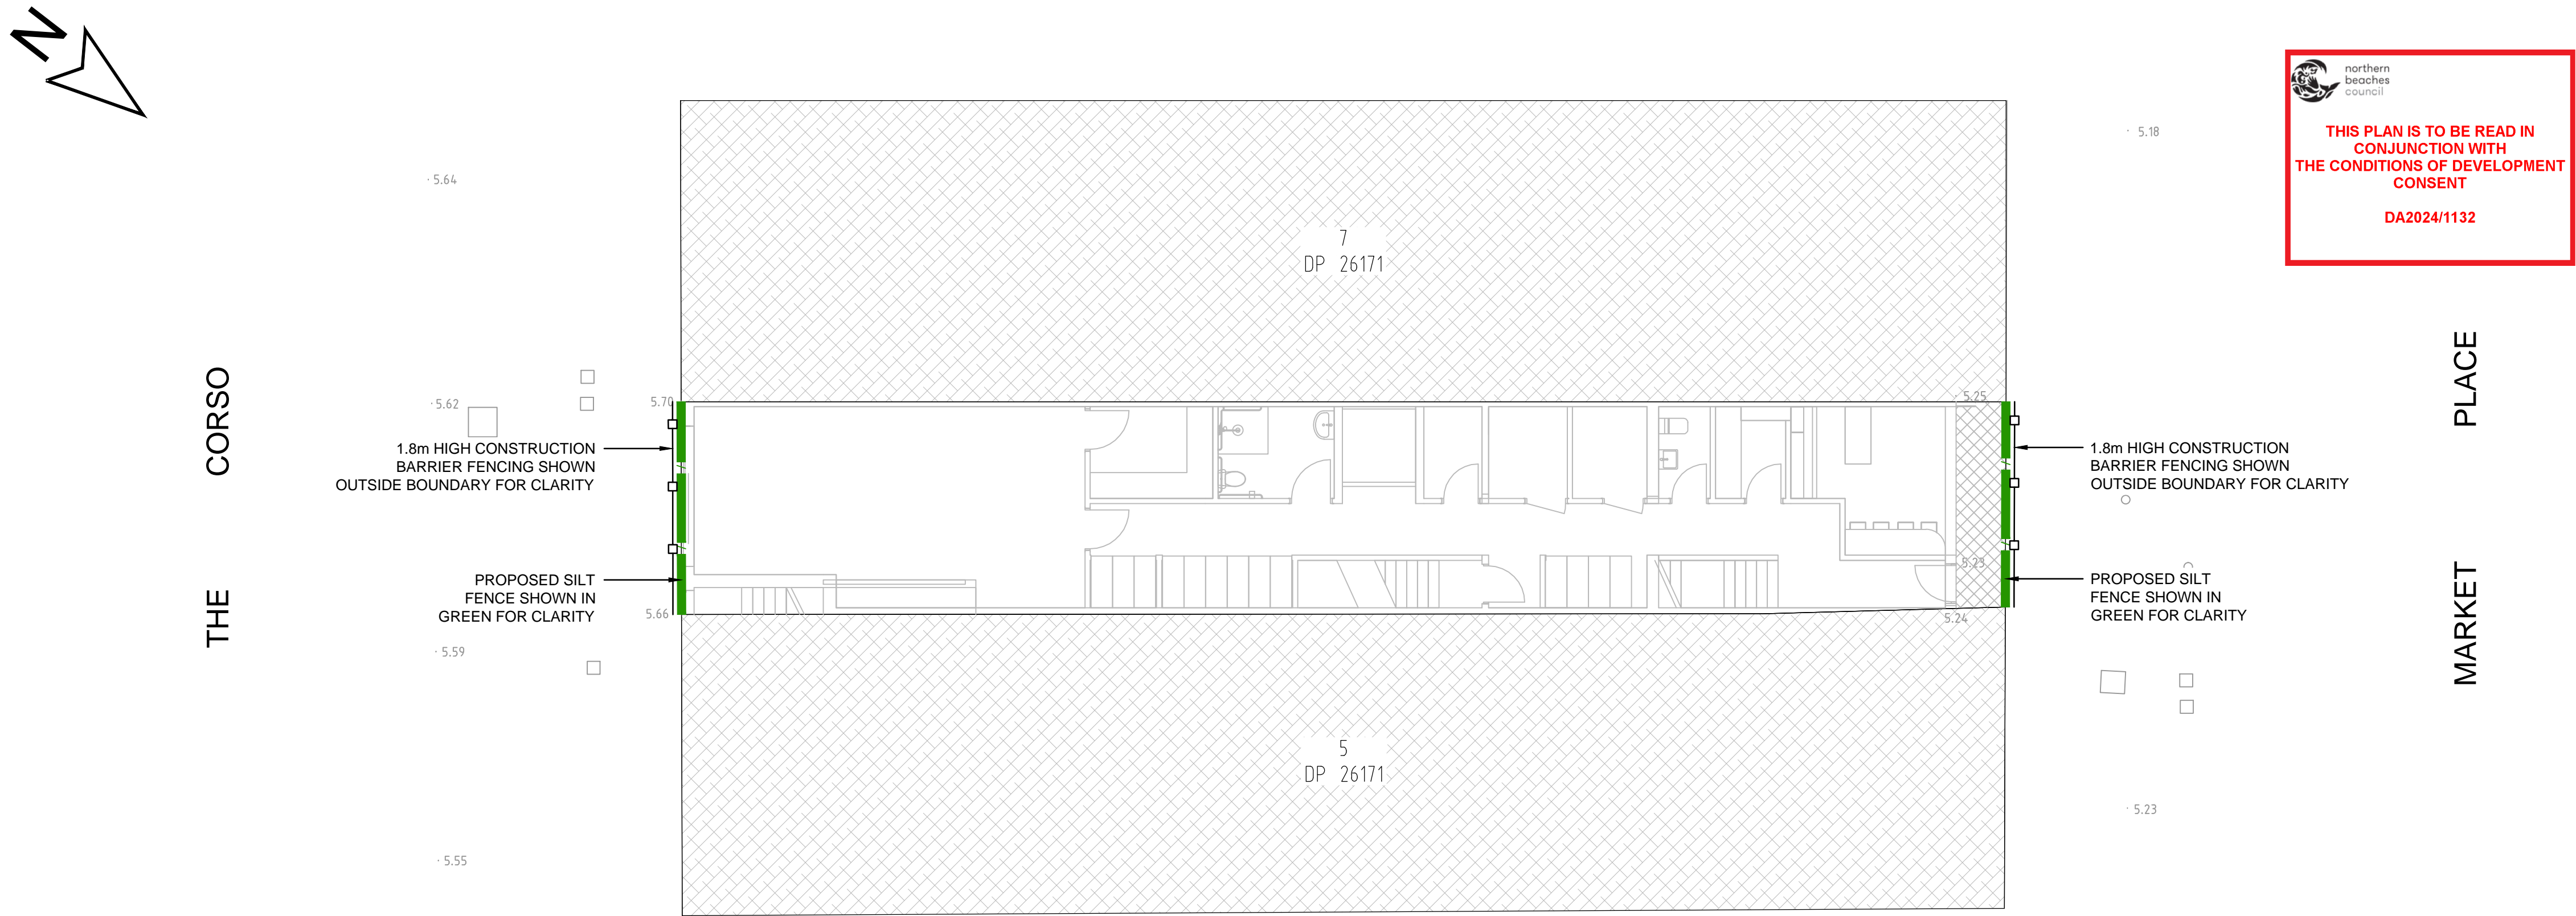 N
northern
beaches
council
THIS PLAN IS TO BE READ IN
CONJUNCTION WITH
THE CONDITIONS OF DEVELOPMENT
CONSENT
DA2024/1132
5.18
5.64
7
DP 26171
THE CORSO
5.62
5.70
5.25
1.8m HIGH CONSTRUCTION
BARRIER FENCING SHOWN
OUTSIDE BOUNDARY FOR CLARITY
1.8m HIGH CONSTRUCTION
BARRIER FENCING SHOWN
OUTSIDE BOUNDARY FOR CLARITY
MARKET PLACE
5.23
PROPOSED SILT
FENCE SHOWN IN
GREEN FOR CLARITY
PROPOSED SILT
FENCE SHOWN IN
GREEN FOR CLARITY
5.66
5.24
5.59
5
DP 26171
5.23
5.55